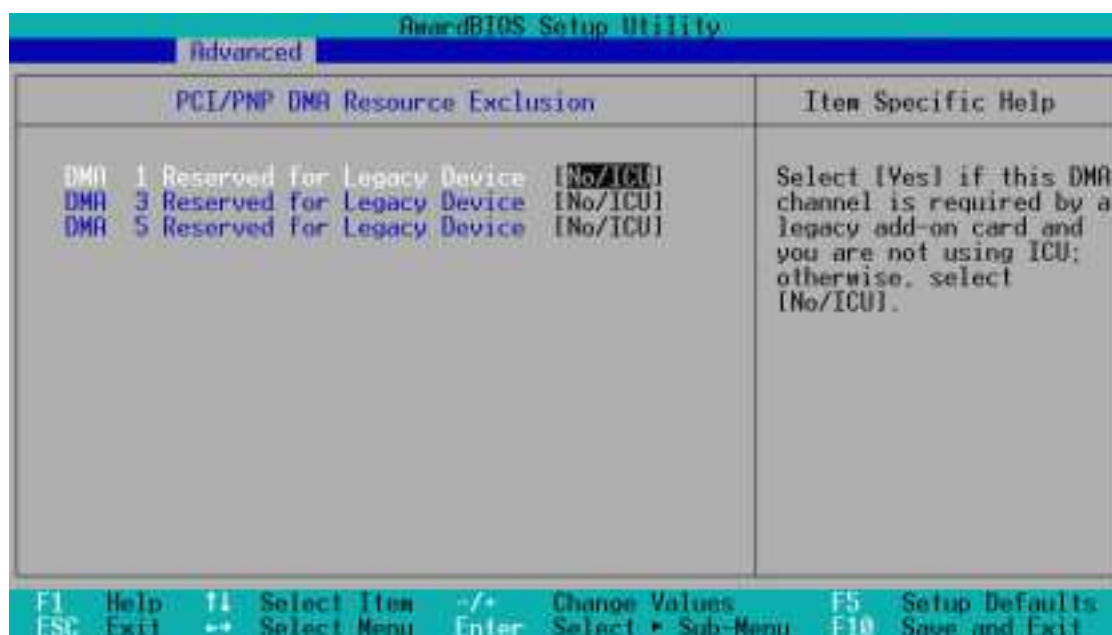 AwardBIOS Setup Utility
Advanced
PCI/PNP DMA Resource Exclusion
Item Specific Help
DMA 1 Reserved for Legacy Device [No/ICU]
DMA 3 Reserved for Legacy Device [No/ICU]
DMA 5 Reserved for Legacy Device [No/ICU]
Select [Yes] if this DMA
channel is required by a
legacy add-on card and
you are not using ICU;
otherwise, select
[No/ICU].
F1 Help ↑↓ Select Item -/+ Change Values F5 Setup Defaults
ESC Exit ←→ Select Menu Enter Select ► Sub-Menu F10 Save and Exit